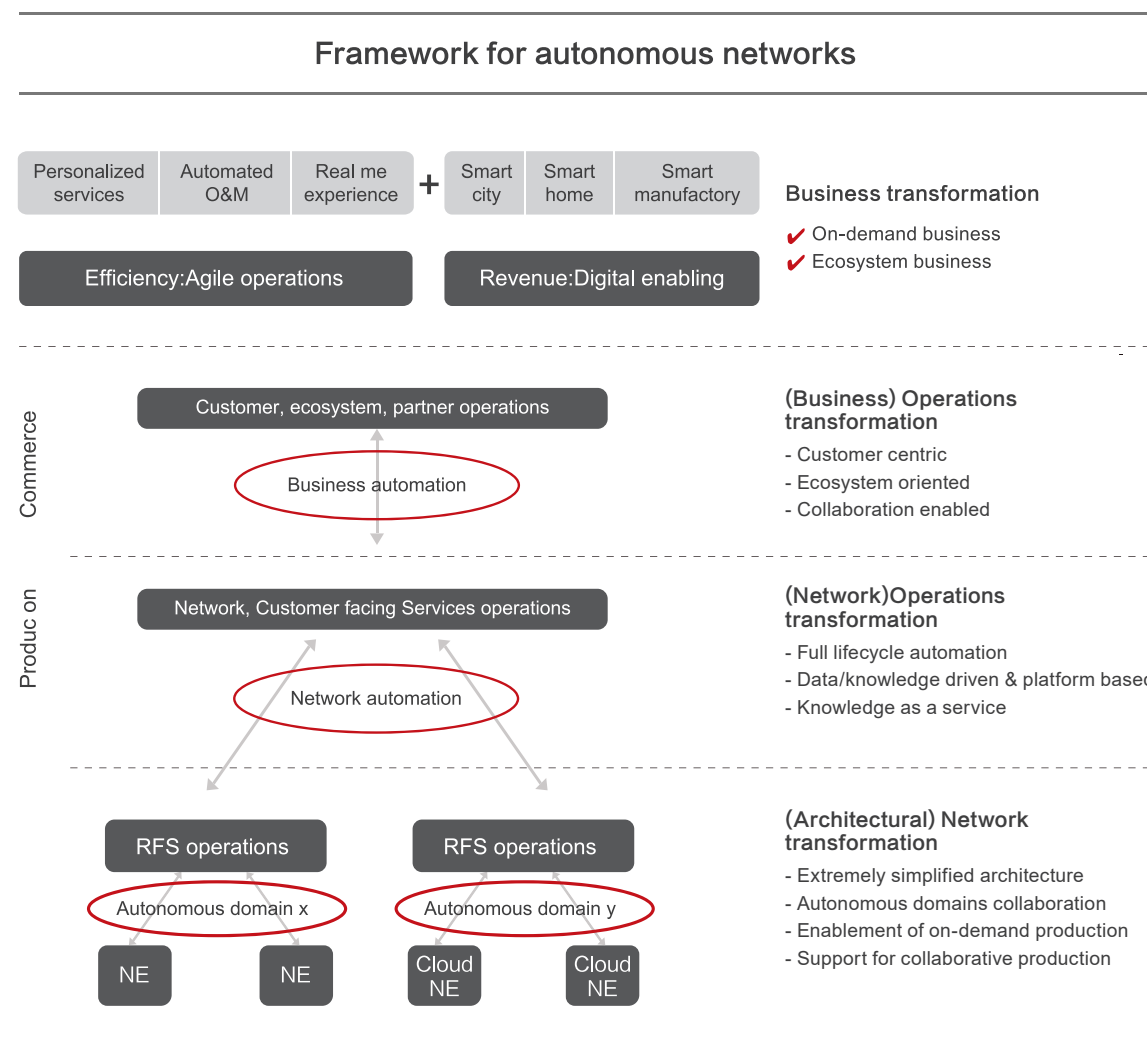 Framework for autonomous networks
Personalized
services
Automated
O&M
Real me
experience
+
Smart
city
Smart
home
Smart
manufactory
Efficiency:Agile operations
Revenue:Digital enabling
Business transformation
✔ On-demand business
✔ Ecosystem business
Commerce
Customer, ecosystem, partner operations
Business automation
(Business) Operations
transformation
- Customer centric
- Ecosystem oriented
- Collaboration enabled
Produc on
Network, Customer facing Services operations
Network automation
(Network)Operations
transformation
- Full lifecycle automation
- Data/knowledge driven & platform based
- Knowledge as a service
RFS operations
Autonomous domain x
NE
NE
RFS operations
Autonomous domain y
Cloud
NE
Cloud
NE
(Architectural) Network
transformation
- Extremely simplified architecture
- Autonomous domains collaboration
- Enablement of on-demand production
- Support for collaborative production